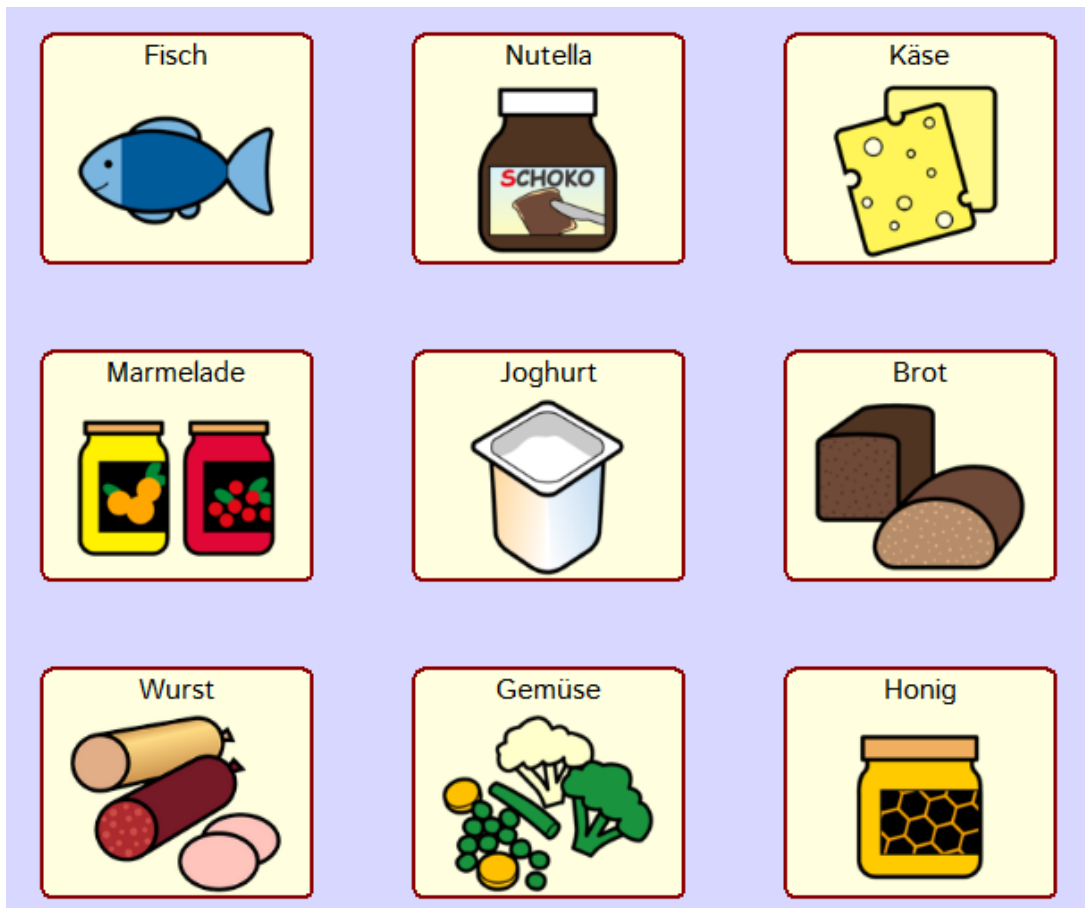 Fisch
Nutella
Käse
SCHOKO
Marmelade
Joghurt
Brot
Wurst
Gemüse
Honig